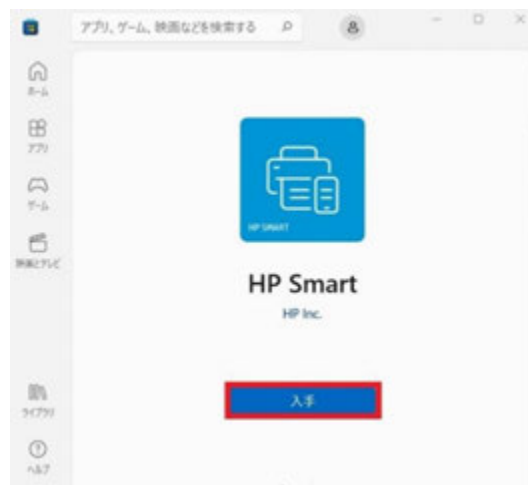 アプリ、ゲーム、映画などを検索する
ホーム
アプリ
ゲーム
映画とテレビ
HP SMART
HP Smart
HP Inc.
入手
ライブラリ
ヘルプ